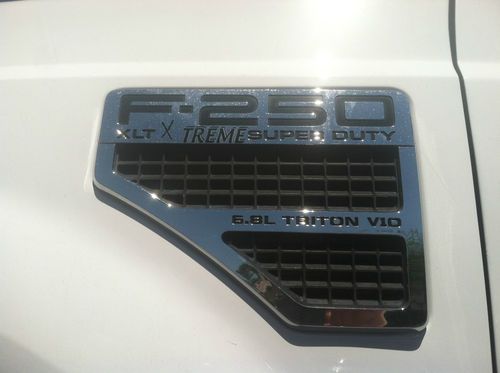 F-250
XLT X TREME SUPER DUTY
6.8L TRITON V10